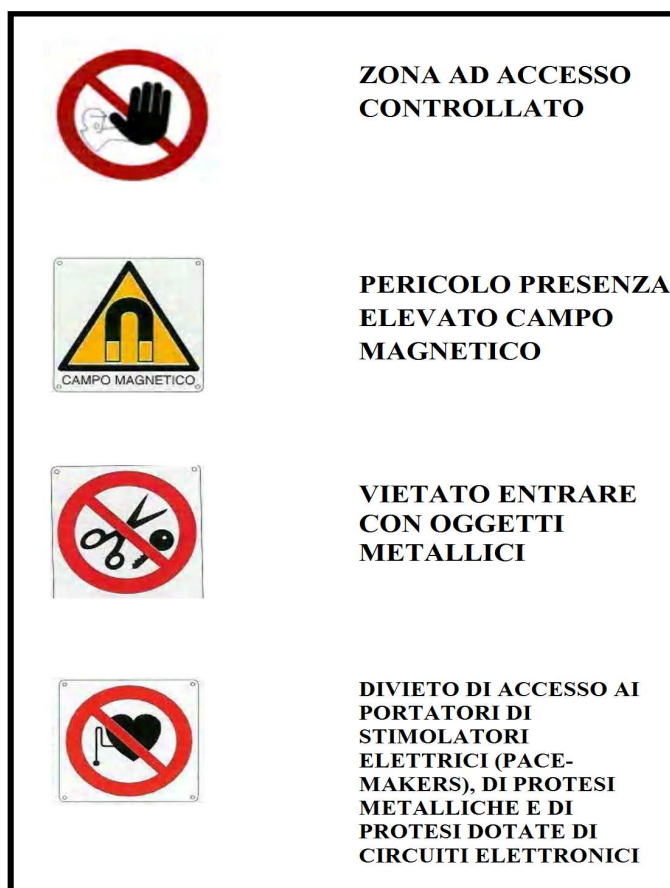 ZONA AD ACCESSO
CONTROLLATO
CAMPO MAGNETICO
PERICOLO PRESENZA
ELEVATO CAMPO
MAGNETICO
VIETATO ENTRARE
CON OGGETTI
METALLICI
DIVIETO DI ACCESSO AI
PORTATORI DI
STIMOLATORI
ELETTRICI (PACE-
MAKERS), DI PROTESI
METALLICHE E DI
PROTESI DOTATE DI
CIRCUITI ELETTRONICI